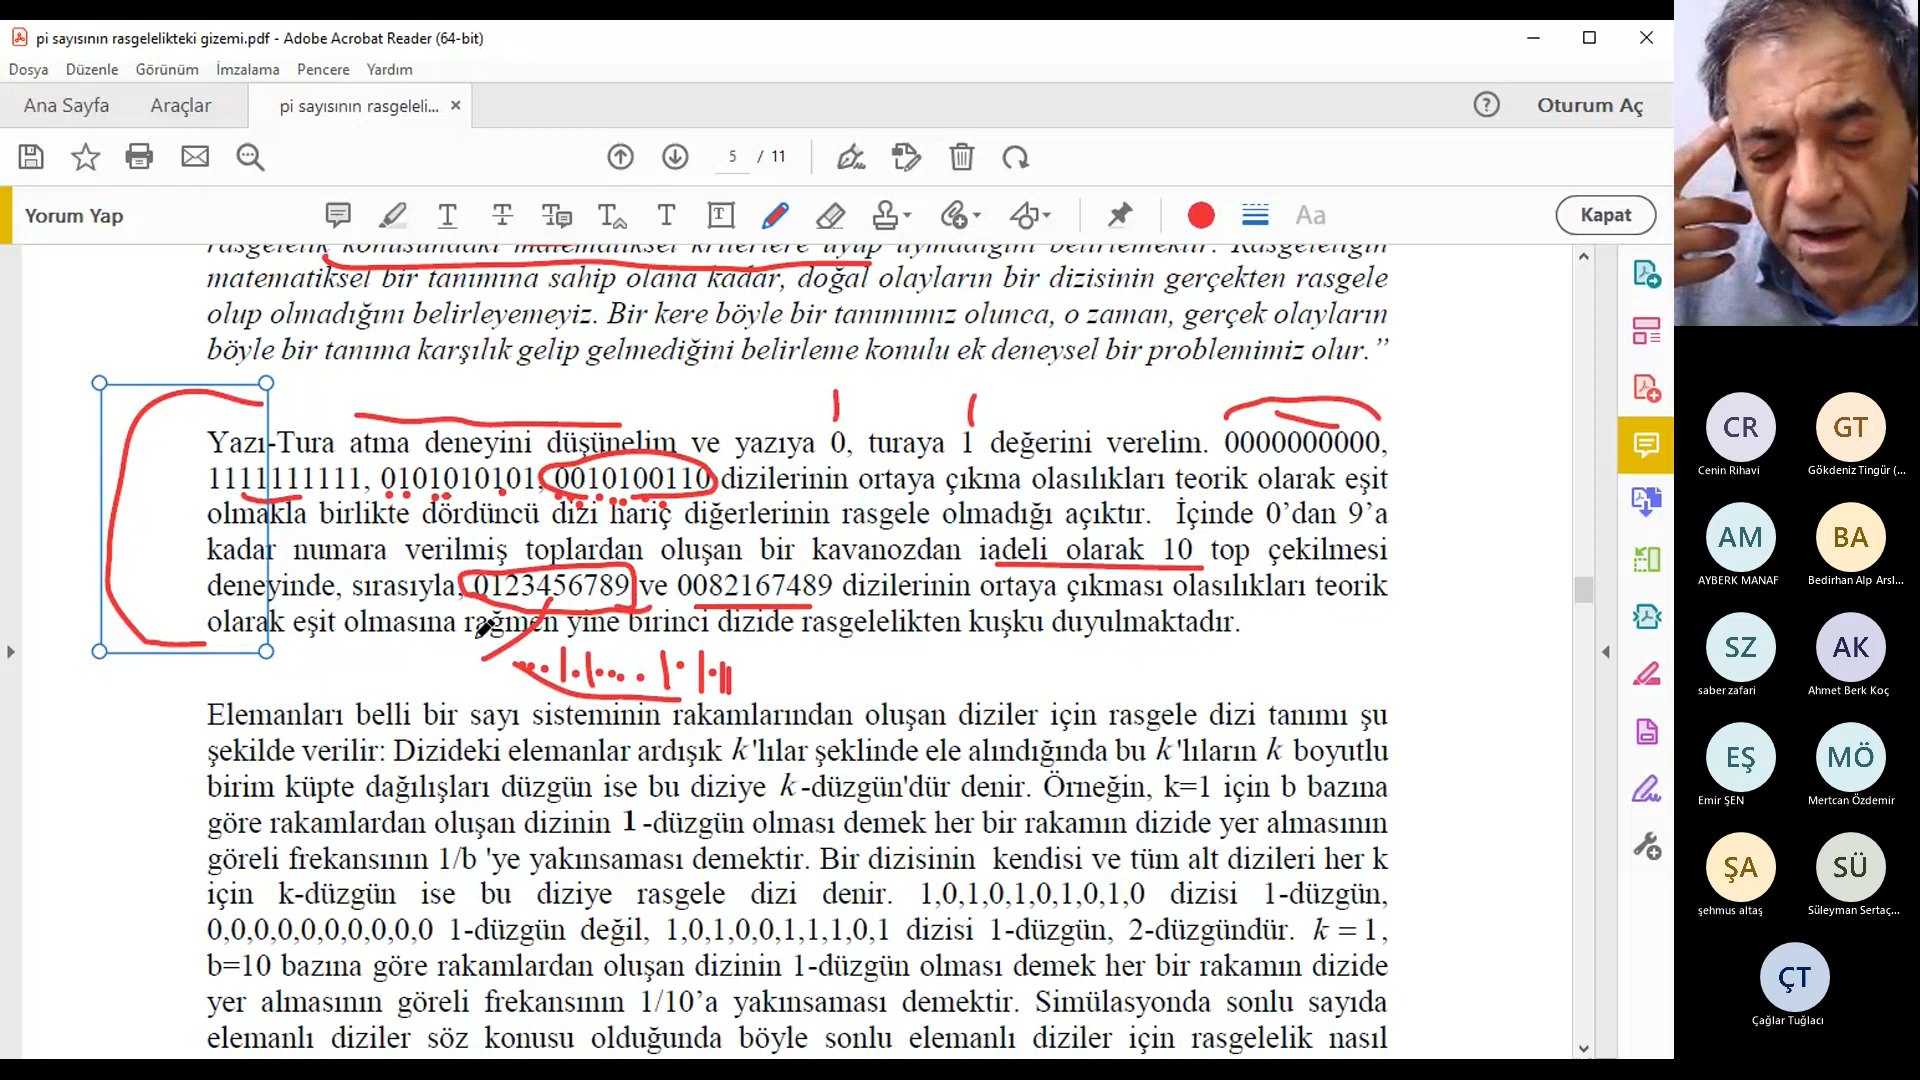 pi sayısının rasgelelikteki gizemi.pdf - Adobe Acrobat Reader (64-bit)
Dosya Düzenle Görünüm İmzalama Pencere Yardım
Ana Sayfa Araçlar pi sayısının rasgeleli... × ? Oturum Aç
5 / 11
Yorum Yap Kapat
rasgelelik konusundaki matematiksel kriterlere uyup uymadığını belirlemektir. Rasgeleliğin
matematiksel bir tanımına sahip olana kadar, doğal olayların bir dizisinin gerçekten rasgele
olup olmadığını belirleyemeyiz. Bir kere böyle bir tanımımız olunca, o zaman, gerçek olayların
böyle bir tanıma karşılık gelip gelmediğini belirleme konulu ek deneysel bir problemimiz olur.”
Yazı-Tura atma deneyini düşünelim ve yazıya 0, turaya 1 değerini verelim. 0000000000,
1111111111, 0101010101, 0010100110 dizilerinin ortaya çıkma olasılıkları teorik olarak eşit
olmakla birlikte dördüncü dizi hariç diğerlerinin rasgele olmadığı açıktır. İçinde 0’dan 9’a
kadar numara verilmiş toplardan oluşan bir kavanozdan iadeli olarak 10 top çekilmesi
deneyinde, sırasıyla, 0123456789 ve 0082167489 dizilerinin ortaya çıkması olasılıkları teorik
olarak eşit olmasına rağmen yine birinci dizide rasgelelikten kuşku duyulmaktadır.
Elemanları belli bir sayı sisteminin rakamlarından oluşan diziler için rasgele dizi tanımı şu
şekilde verilir: Dizideki elemanlar ardışık k'lılar şeklinde ele alındığında bu k'lıların k boyutlu
birim küpte dağılışları düzgün ise bu diziye k-düzgün'dür denir. Örneğin, k=1 için b bazına
göre rakamlardan oluşan dizinin 1-düzgün olması demek her bir rakamın dizide yer almasının
göreli frekansının 1/b 'ye yakınsaması demektir. Bir dizisinin kendisi ve tüm alt dizileri her k
için k-düzgün ise bu diziye rasgele dizi denir. 1,0,1,0,1,0,1,0,1,0 dizisi 1-düzgün,
0,0,0,0,0,0,0,0,0,0 1-düzgün değil, 1,0,1,0,0,1,1,1,0,1 dizisi 1-düzgün, 2-düzgündür. k = 1,
b=10 bazına göre rakamlardan oluşan dizinin 1-düzgün olması demek her bir rakamın dizide
yer almasının göreli frekansının 1/10’a yakınsaması demektir. Simülasyonda sonlu sayıda
elemanlı diziler söz konusu olduğunda böyle sonlu elemanlı diziler için rasgelelik nasıl
CR GT
Cenin Rihavi Gökdeniz Tingür (...
AM BA
AYBERK MANAF Bedirhan Alp Arsl...
SZ AK
saber zafari Ahmet Berk Koç
EŞ MÖ
Emir ŞEN Mertcan Özdemir
ŞA SÜ
şehmus altaş Süleyman Sertaç...
ÇT
Çağlar Tuğlacı